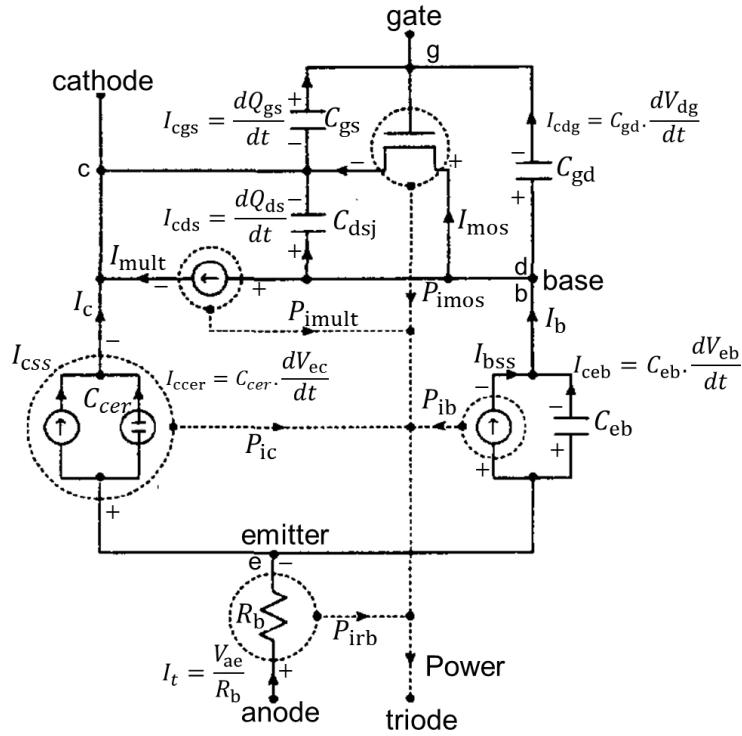 gate
g
cathode
I_cgs = dQ_gs/dt
+
C_gs
−
I_cdg = C_gd. dV_dg/dt
−
C_gd
+
c
−
+
I_cds = dQ_ds/dt
−
C_dsj
+
I_mos
I_mult
−
+
d
b
base
P_imult
P_imos
I_c
−
I_b
I_css
I_ccer = C_cer. dV_ec/dt
I_bss
I_ceb = C_eb. dV_eb/dt
C_cer
−
−
P_ib
C_eb
P_ic
+
+
+
emitter
e
−
R_b
P_irb
I_t = V_ae/R_b
+
Power
anode
triode